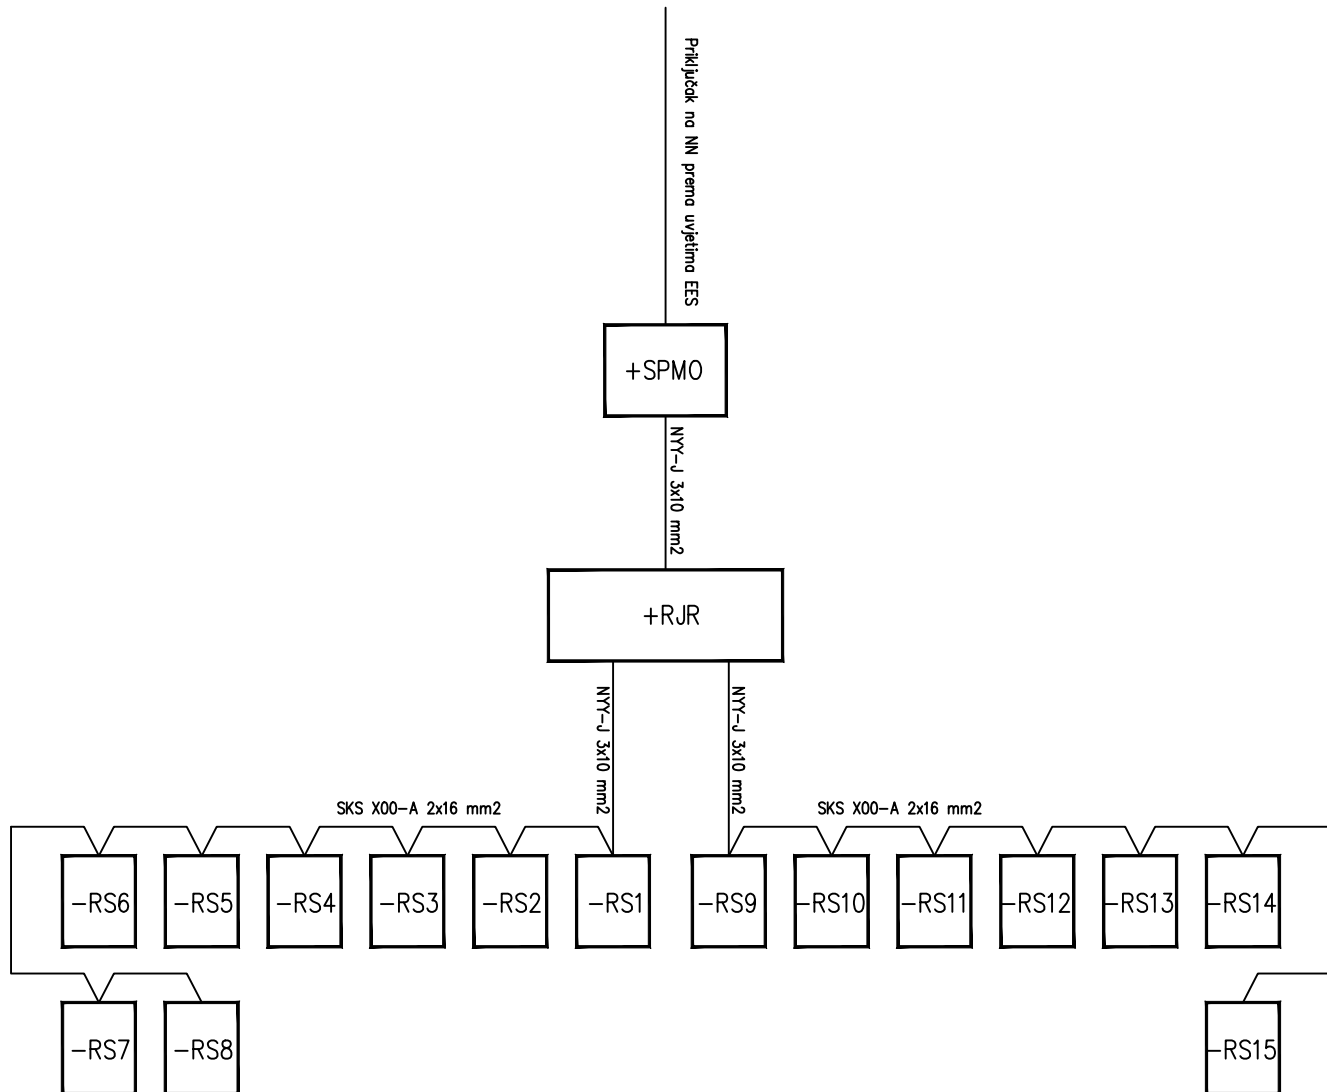 Priključak na NN prema uvjetima EES
+SPMO
NYY-J 3x10 mm2
+RJR
NYY-J 3x10 mm2
NYY-J 3x10 mm2
SKS X00-A 2x16 mm2
SKS X00-A 2x16 mm2
-RS6
-RS5
-RS4
-RS3
-RS2
-RS1
-RS9
-RS10
-RS11
-RS12
-RS13
-RS14
-RS7
-RS8
-RS15